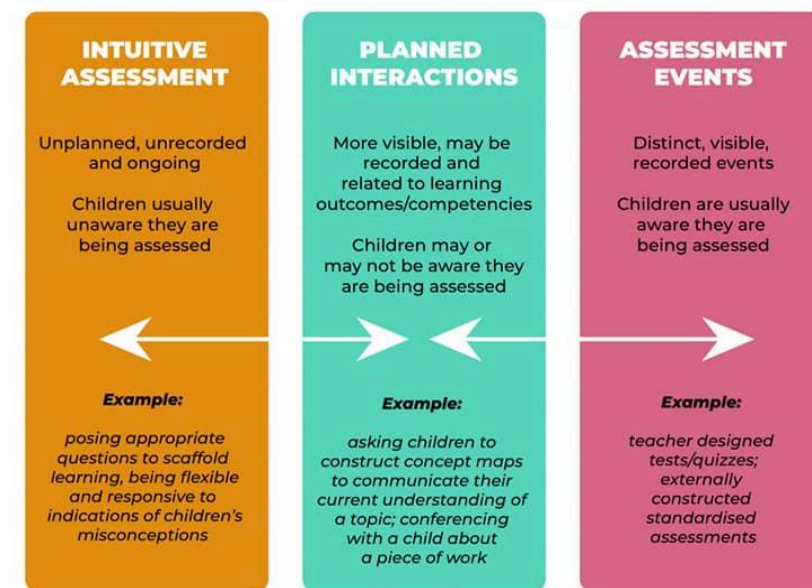 INTUITIVE
ASSESSMENT
Unplanned, unrecorded
and ongoing
Children usually
unaware they are
being assessed
Example:
posing appropriate
questions to scaffold
learning, being flexible
and responsive to
indications of children's
misconceptions
PLANNED
INTERACTIONS
More visible, may be
recorded and
related to learning
outcomes/competencies
Children may or
may not be aware they
are being assessed
Example:
asking children to
construct concept maps
to communicate their
current understanding of
a topic; conferencing
with a child about
a piece of work
ASSESSMENT
EVENTS
Distinct, visible,
recorded events
Children are usually
aware they are
being assessed
Example:
teacher designed
tests/quizzes;
externally
constructed
standardised
assessments